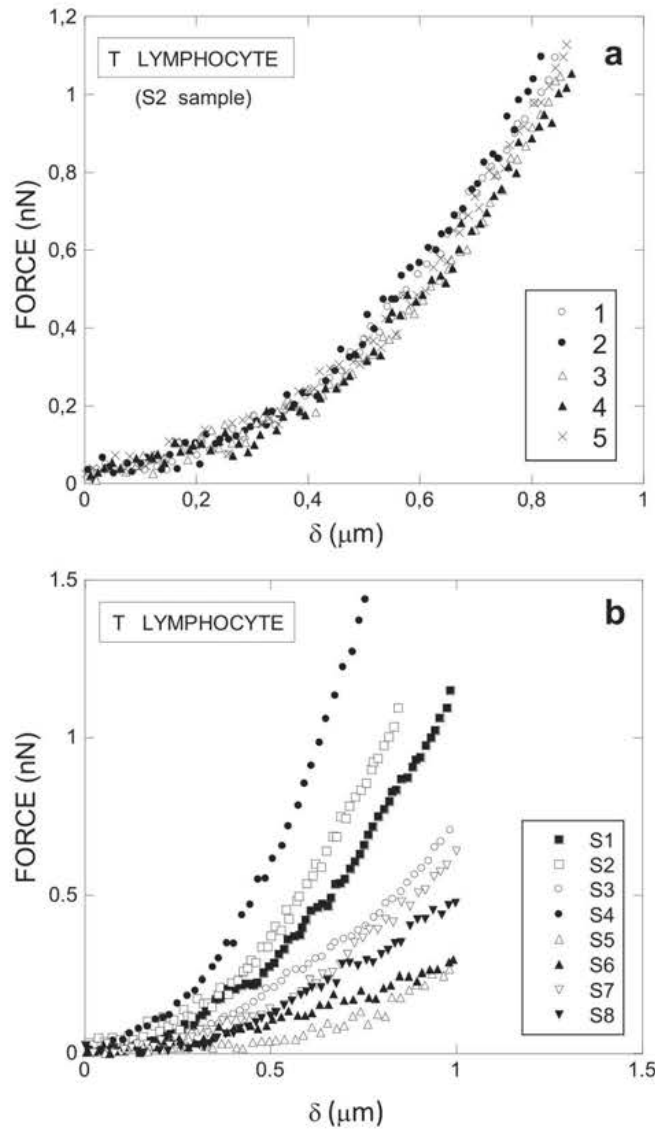 T LYMPHOCYTE
(S2 sample)
a
1,2
1
0,8
0,6
0,4
0,2
0
FORCE (nN)
0
0,2
0,4
0,6
0,8
1
δ (μm)
1
2
3
4
5
T LYMPHOCYTE
b
1.5
1
0.5
0
FORCE (nN)
0
0.5
1
1.5
δ (μm)
S1
S2
S3
S4
S5
S6
S7
S8